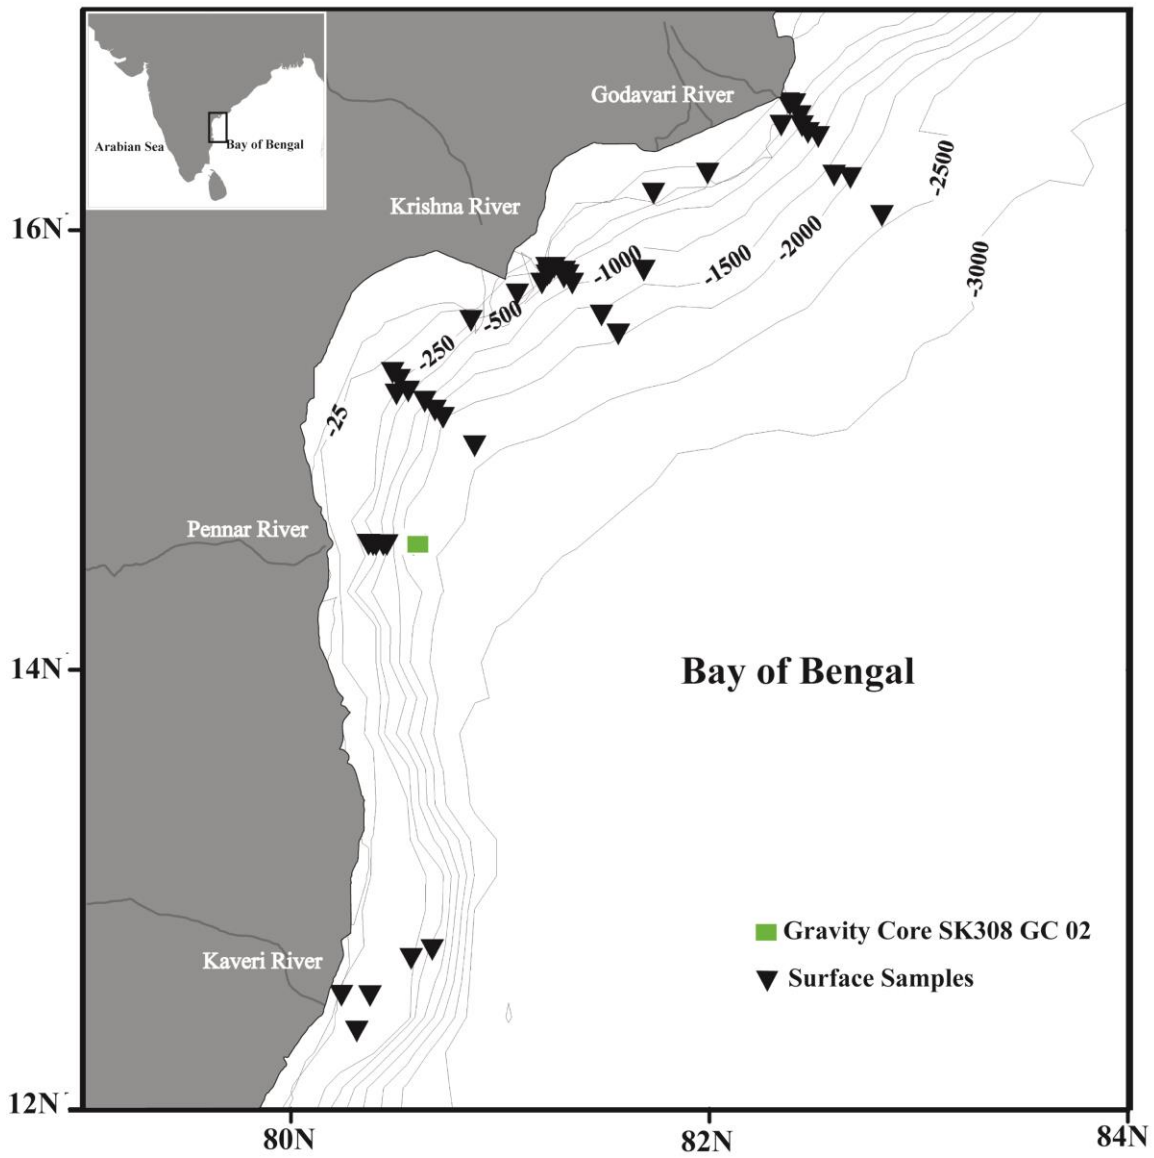 Arabian Sea
Bay of Bengal
Godavari River
Krishna River
Pennar River
Kaveri River
-25
-250
-500
-1000
-1500
-2000
-2500
-3000
Bay of Bengal
Gravity Core SK308 GC 02
Surface Samples
16N
14N
12N
80N
82N
84N